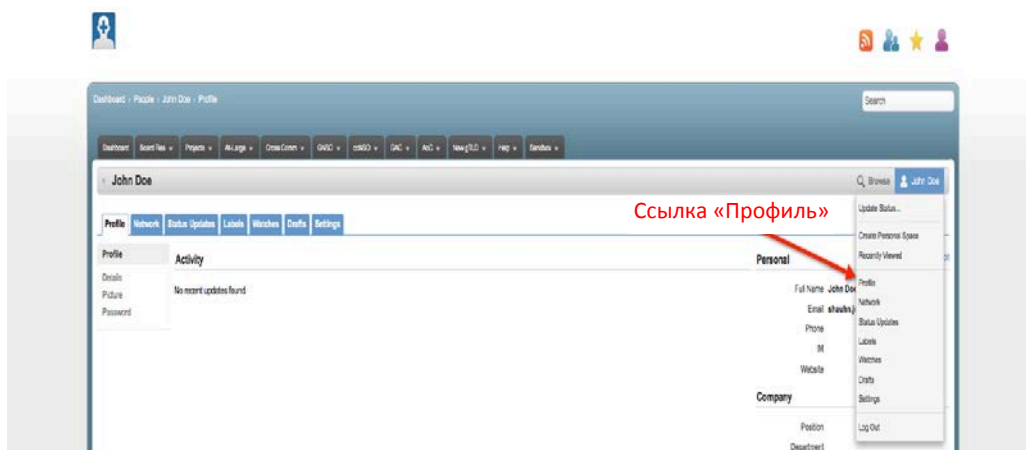 Dashboard › People › John Doe › Profile
Search
Dashboard Board Res Projects At-Large Cross Comm GNSO ccNSO GAC AoC New gTLD Help Sandbox
John Doe
Browse John Doe
Profile Network Status Updates Labels Watches Drafts Settings
Ссылка «Профиль»
Update Status...
Create Personal Space
Recently Viewed
Profile
Network
Status Updates
Labels
Watches
Drafts
Settings
Log Out
Profile
Details
Picture
Password
Activity
No recent updates found
Personal
Full Name John Doe
Email
Phone
IM
Website
Company
Position
Department